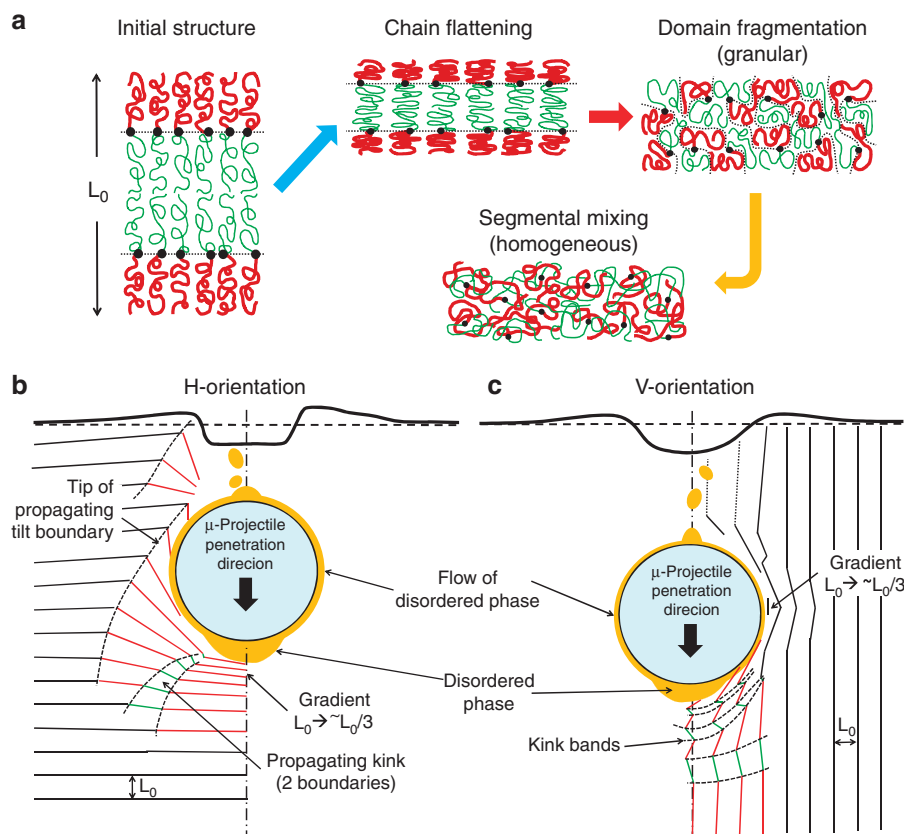 a
Initial structure
Chain flattening
Domain fragmentation
(granular)
L0
Segmental mixing
(homogeneous)
b
H-orientation
c
V-orientation
Tip of
propagating
tilt boundary
μ-Projectile
penetration
direcion
Flow of
disordered phase
μ-Projectile
penetration
direcion
Gradient
L0→ ~L0/3
Disordered
phase
Gradient
L0→ ~L0/3
Kink bands
L0
Propagating kink
(2 boundaries)
L0